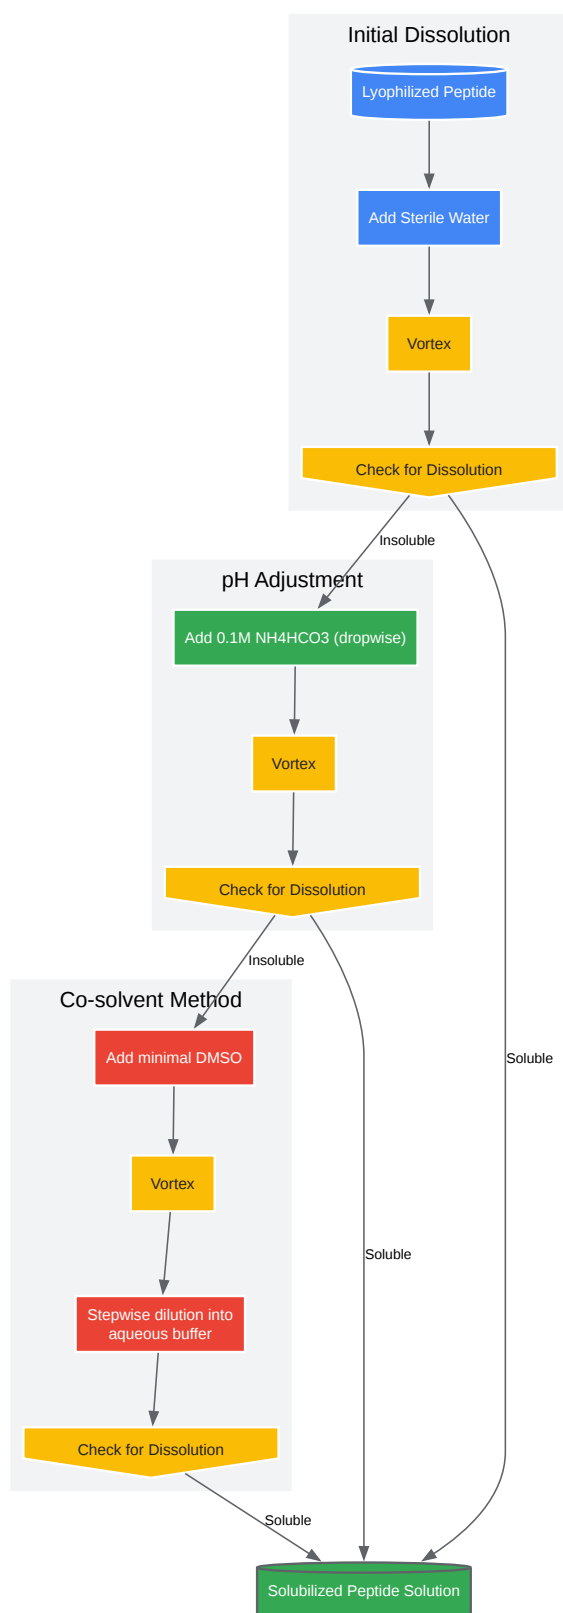 Initial Dissolution
Lyophilized Peptide
Add Sterile Water
Vortex
Check for Dissolution
Insoluble
pH Adjustment
Add 0.1M NH4HCO3 (dropwise)
Vortex
Check for Dissolution
Insoluble
Co-solvent Method
Add minimal DMSO
Soluble
Vortex
Soluble
Stepwise dilution into
aqueous buffer
Check for Dissolution
Soluble
Solubilized Peptide Solution